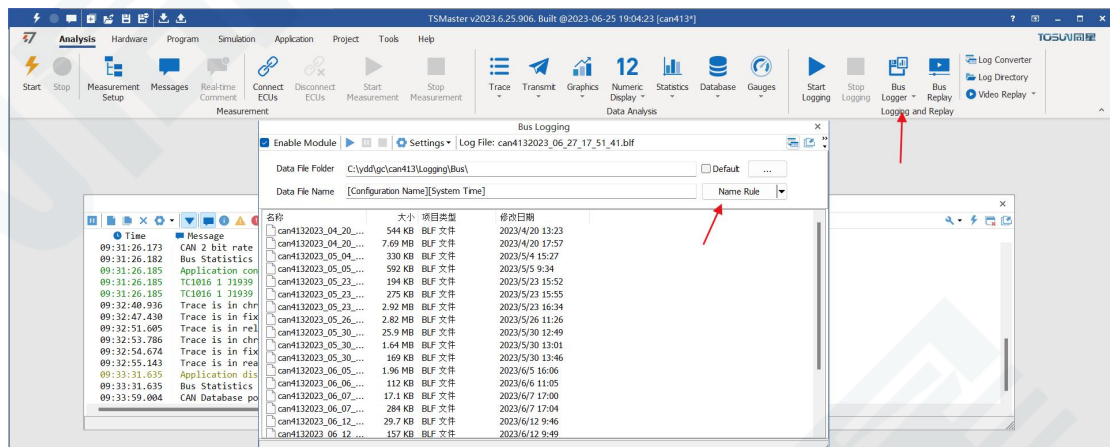 TSMaster v2023.6.25.906. Built @2023-06-25 19:04:23 [can413*]
Analysis Hardware Program Simulation Application Project Tools Help
TOSUN同星
Start Stop Measurement Setup Messages Real-time Comment Connect ECUs Disconnect ECUs Start Measurement Stop Measurement Trace Transmit Graphics 12 Numeric Display Statistics Database Gauges Start Logging Stop Logging Bus Logger Bus Replay
Log Converter
Log Directory
Video Replay
Measurement Data Analysis Logging and Replay
Bus Logging
Enable Module Settings Log File: can4132023_06_27_17_51_41.blf
Data File Folder C:\ydd\gc\can413\Logging\Bus\ Default ...
Data File Name [Configuration Name][System Time] Name Rule
名称 大小 项目类型 修改日期
can4132023_04_20_... 544 KB BLF 文件 2023/4/20 13:23
can4132023_04_20_... 7.69 MB BLF 文件 2023/4/20 17:57
can4132023_05_04_... 330 KB BLF 文件 2023/5/4 15:27
can4132023_05_05_... 592 KB BLF 文件 2023/5/5 9:34
can4132023_05_23_... 194 KB BLF 文件 2023/5/23 15:52
can4132023_05_23_... 275 KB BLF 文件 2023/5/23 15:55
can4132023_05_23_... 2.92 MB BLF 文件 2023/5/23 16:34
can4132023_05_26_... 2.82 MB BLF 文件 2023/5/26 11:26
can4132023_05_30_... 25.9 MB BLF 文件 2023/5/30 12:49
can4132023_05_30_... 1.64 MB BLF 文件 2023/5/30 13:01
can4132023_05_30_... 169 KB BLF 文件 2023/5/30 13:46
can4132023_06_05_... 1.96 MB BLF 文件 2023/6/5 16:06
can4132023_06_06_... 112 KB BLF 文件 2023/6/6 11:05
can4132023_06_07_... 17.1 KB BLF 文件 2023/6/7 17:00
can4132023_06_07_... 284 KB BLF 文件 2023/6/7 17:04
can4132023_06_12_... 29.7 KB BLF 文件 2023/6/12 9:46
can4132023_06_12_... 157 KB BLF 文件 2023/6/12 9:49
Time Message
09:31:26.173 CAN 2 bit rate
09:31:26.182 Bus Statistics
09:31:26.185 Application con
09:31:26.185 TC1016 1 J1939
09:31:26.185 TC1016 1 J1939
09:32:40.936 Trace is in chr
09:32:47.430 Trace is in fix
09:32:51.605 Trace is in rel
09:32:53.786 Trace is in chr
09:32:54.674 Trace is in fix
09:32:55.143 Trace is in rea
09:33:31.635 Application dis
09:33:31.635 Bus Statistics
09:33:59.004 CAN Database po